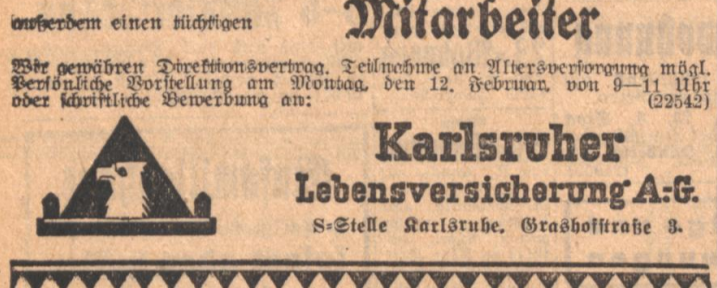 außerdem einen tüchtigen
Mitarbeiter
Wir gewähren Direktionsvertrag. Teilnahme an Altersversorgung mögl.
Persönliche Vorstellung am Montag, den 12. Februar, von 9—11 Uhr
oder schriftliche Bewerbung an: (22542)
Karlsruher
Lebensversicherung A.-G.
S=Stelle Karlsruhe, Grashofstraße 3.